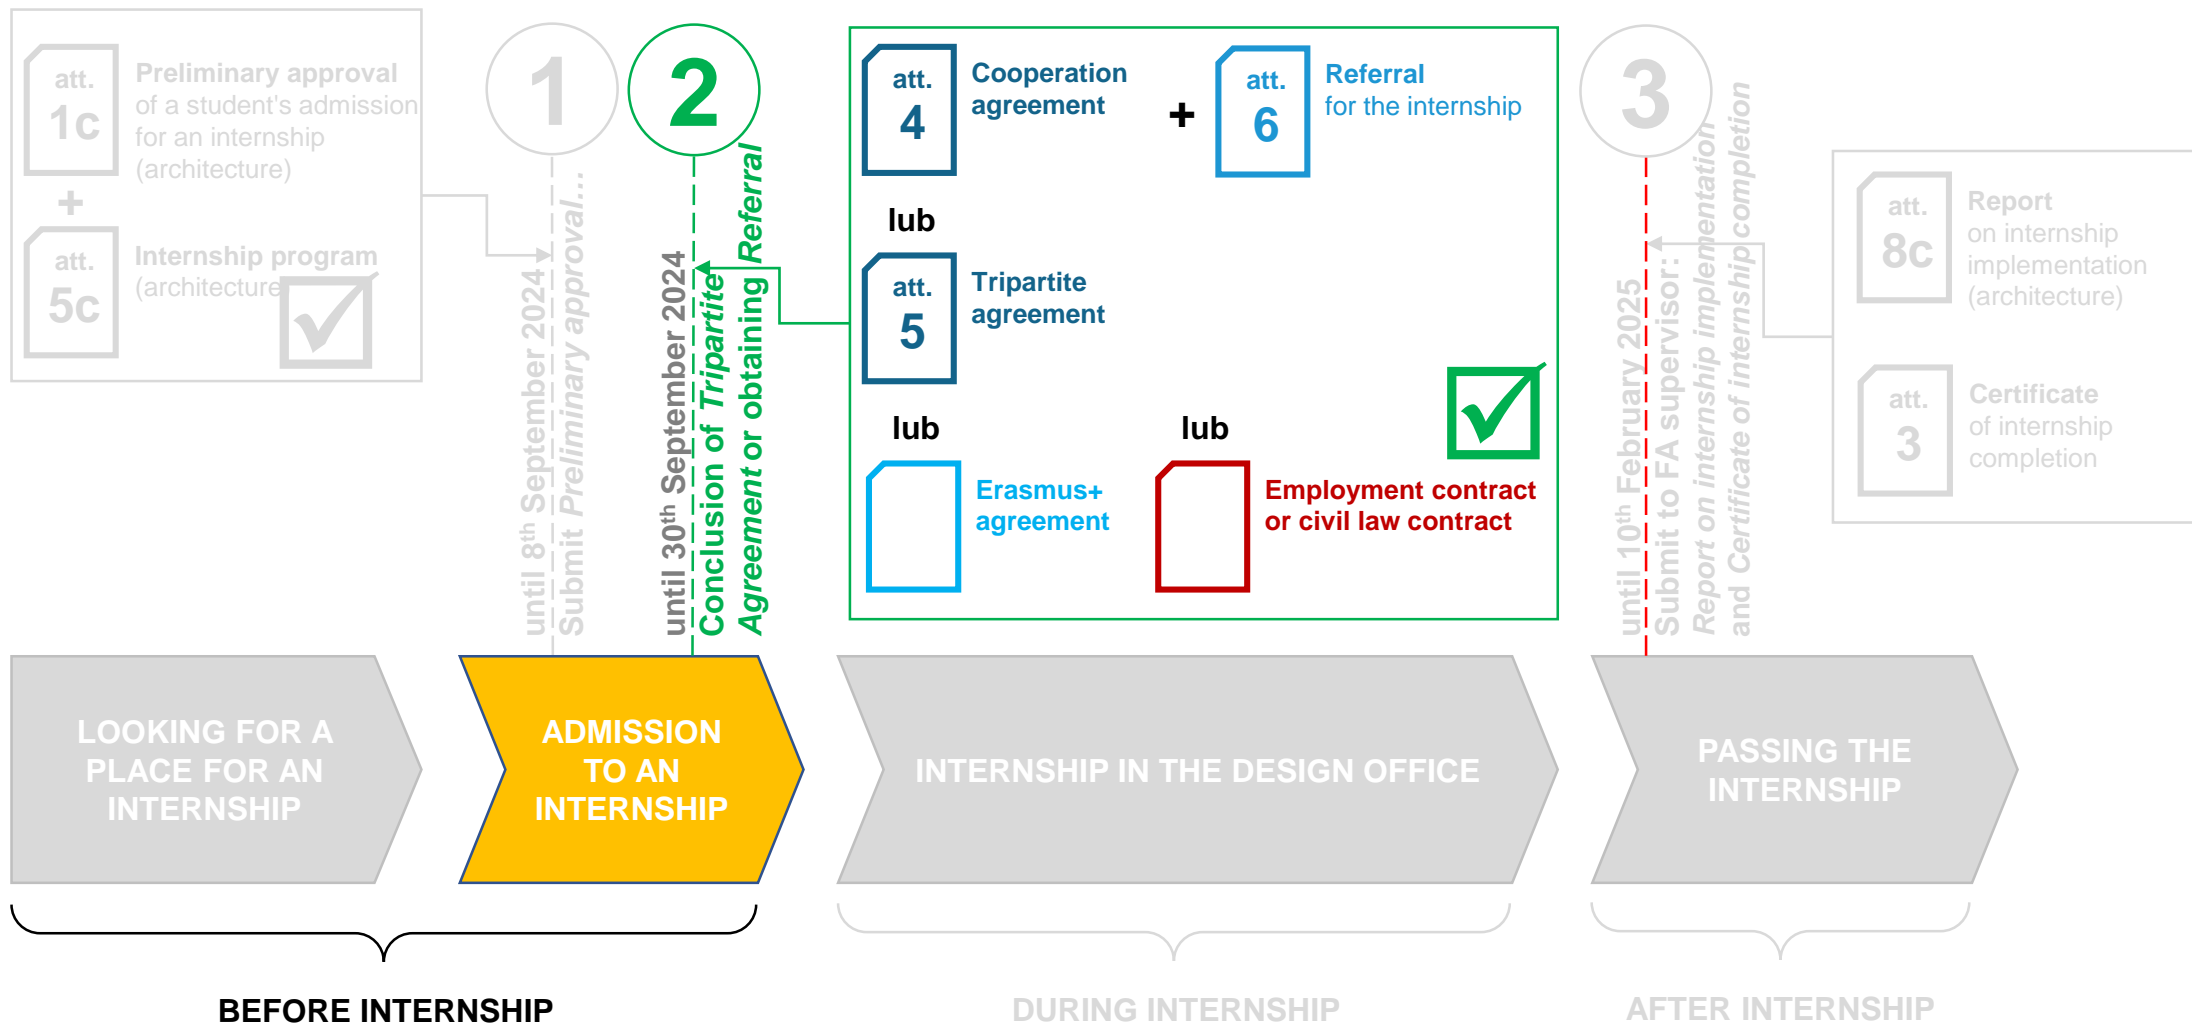 att.
1c
Preliminary approval
of a student's admission
for an internship
(architecture)
+
att.
5c
Internship program
(architecture
1
until 8th September 2024
Submit Preliminary approval...
2
until 30th September 2024
Conclusion of Tripartite
Agreement or obtaining Referral
att.
4
Cooperation
agreement
+
att.
6
Referral
for the internship
lub
att.
5
Tripartite
agreement
lub
Erasmus+
agreement
lub
Employment contract
or civil law contract
3
until 10th February 2025
Submit to FA supervisor:
Report on internship implementation
and Certificate of internship completion
att.
8c
Report
on internship
implementation
(architecture)
att.
3
Certificate
of internship
completion
LOOKING FOR A
PLACE FOR AN
INTERNSHIP
ADMISSION
TO AN
INTERNSHIP
INTERNSHIP IN THE DESIGN OFFICE
PASSING THE
INTERNSHIP
BEFORE INTERNSHIP
DURING INTERNSHIP
AFTER INTERNSHIP